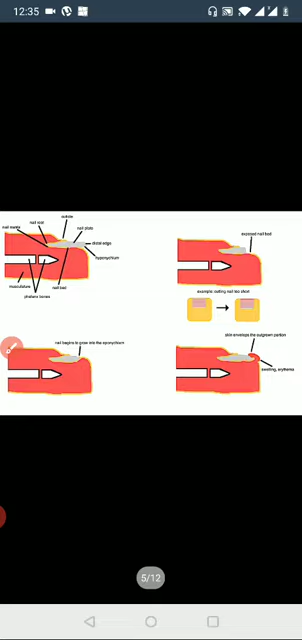 12:35
cuticle
nail root
nail plate
nail matrix
distal edge
hyponychium
musculature
nail bed
phalanx bones
exposed nail bed
example: cutting nail too short
nail begins to grow into the eponychium
skin envelops the outgrown portion
swelling, erythema
5/12